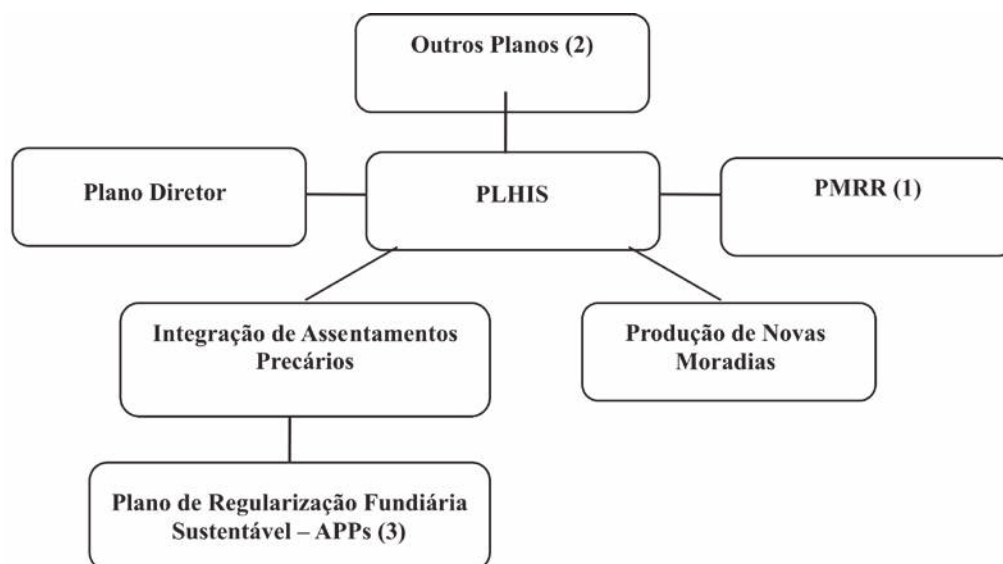 Outros Planos (2)
Plano Diretor
PLHIS
PMRR (1)
Integração de Assentamentos
Precários
Produção de Novas
Moradias
Plano de Regularização Fundiária
Sustentável – APPs (3)